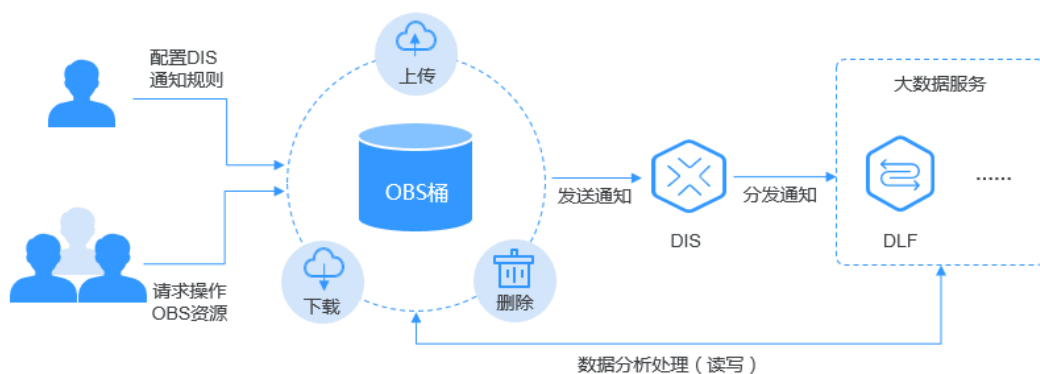 配置DIS
通知规则
上传
大数据服务
OBS桶
发送通知
分发通知
......
DIS
DLF
请求操作
OBS资源
下载
删除
数据分析处理（读写）